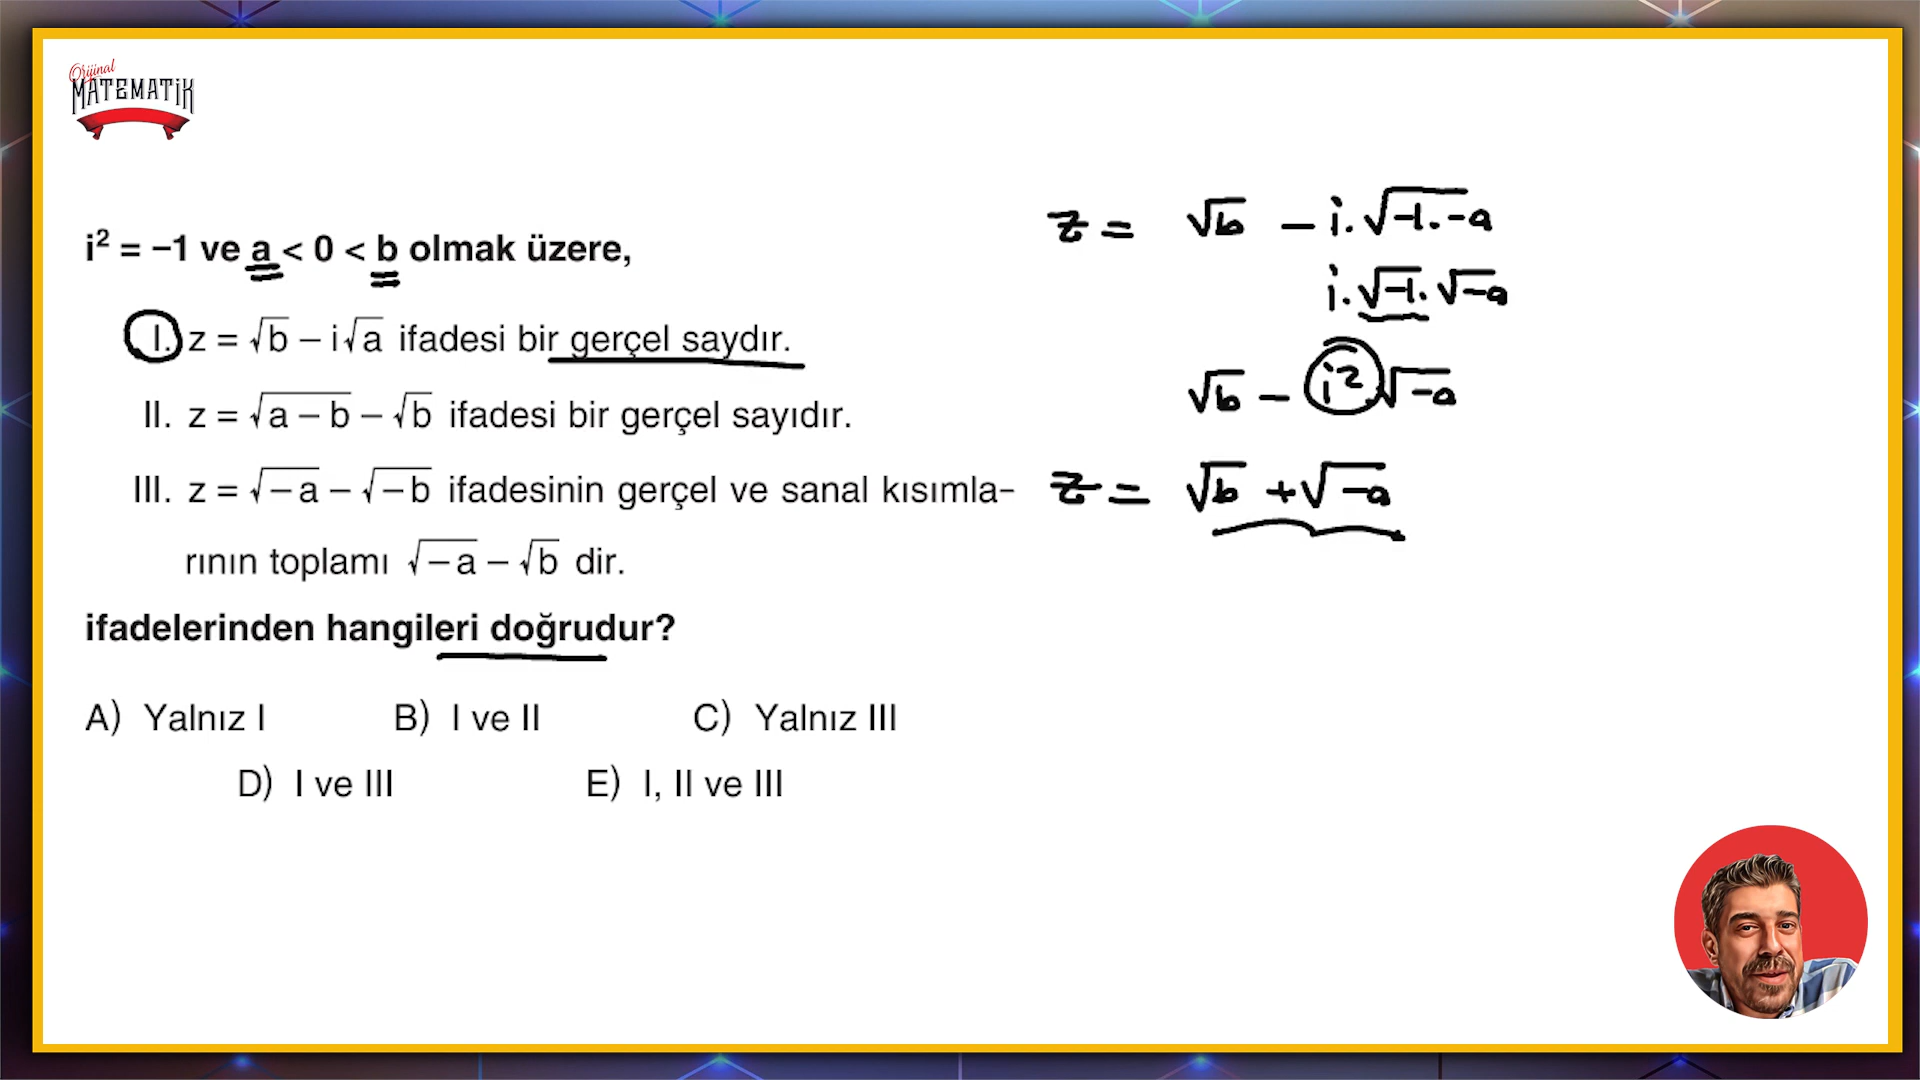 Orijinal
MATEMATİK
i² = −1 ve a < 0 < b olmak üzere,
I. z = √b − i√a ifadesi bir gerçel saydır.
II. z = √(a − b) − √b ifadesi bir gerçel sayıdır.
III. z = √(−a) − √(−b) ifadesinin gerçel ve sanal kısımla-
rının toplamı √(−a) − √b dir.
ifadelerinden hangileri doğrudur?
A) Yalnız I B) I ve II C) Yalnız III
D) I ve III E) I, II ve III
z = √b − i.√(−1.−a)
i.√(−1).√(−a)
√b − i²√(−a)
z = √b + √(−a)